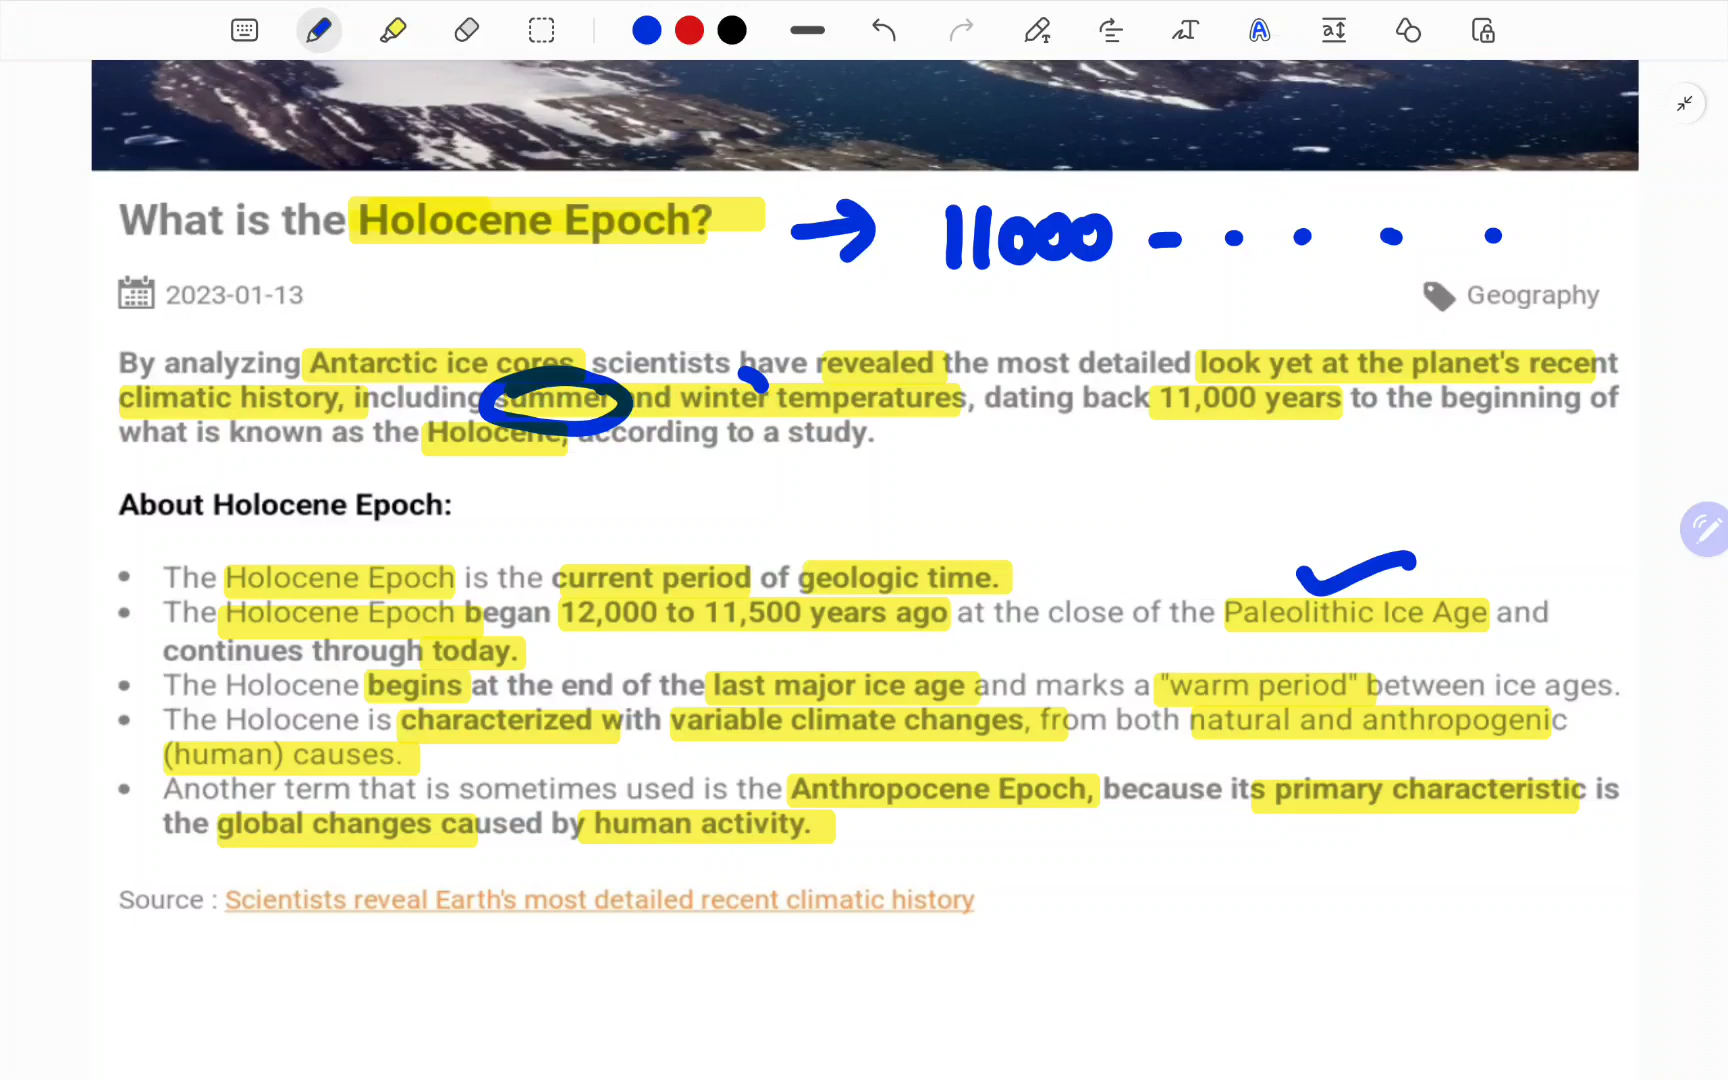 What is the Holocene Epoch? → 11000 - . . . .
2023-01-13 Geography
By analyzing Antarctic ice cores, scientists have revealed the most detailed look yet at the planet's recent
climatic history, including summer and winter temperatures, dating back 11,000 years to the beginning of
what is known as the Holocene, according to a study.
About Holocene Epoch:
• The Holocene Epoch is the current period of geologic time.
• The Holocene Epoch began 12,000 to 11,500 years ago at the close of the Paleolithic Ice Age and
continues through today.
• The Holocene begins at the end of the last major ice age and marks a "warm period" between ice ages.
• The Holocene is characterized with variable climate changes, from both natural and anthropogenic
(human) causes.
• Another term that is sometimes used is the Anthropocene Epoch, because its primary characteristic is
the global changes caused by human activity.
Source : Scientists reveal Earth's most detailed recent climatic history